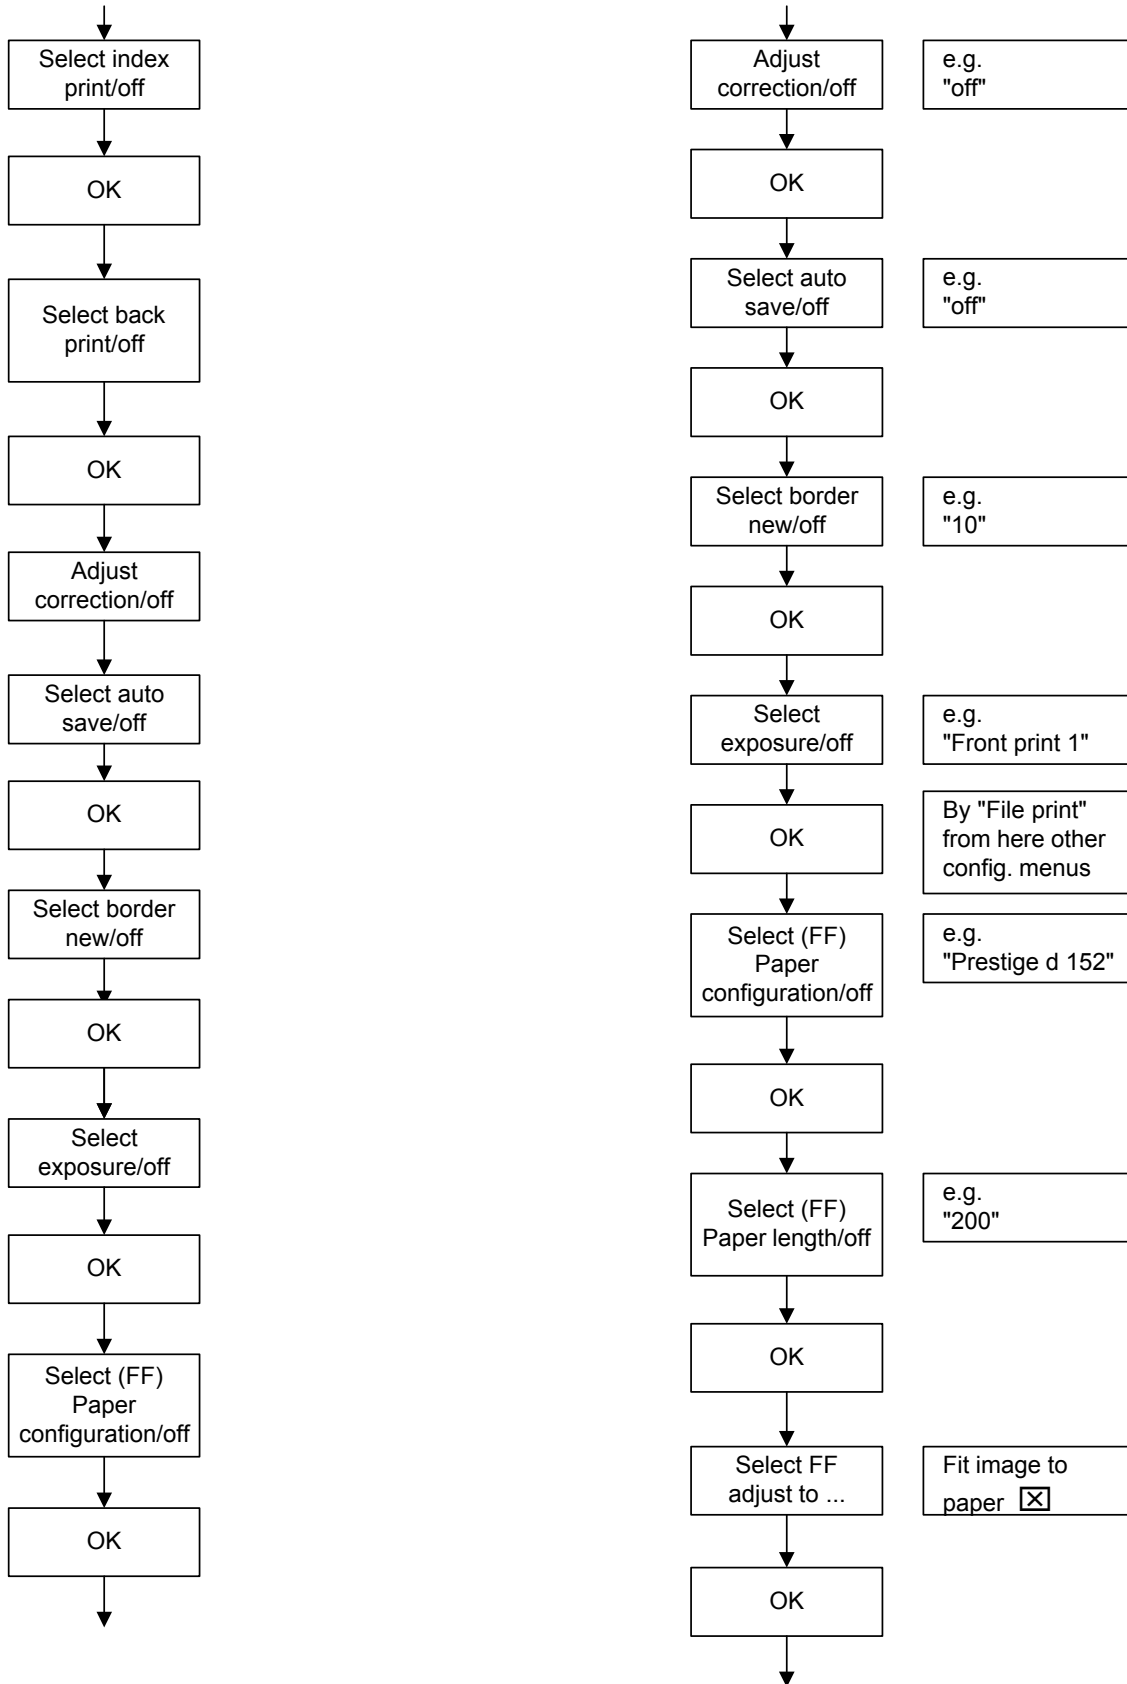 Select index
print/off
OK
Select back
print/off
OK
Adjust
correction/off
Select auto
save/off
OK
Select border
new/off
OK
Select
exposure/off
OK
Select (FF)
Paper
configuration/off
OK
Adjust
correction/off
e.g.
"off"
OK
Select auto
save/off
e.g.
"off"
OK
Select border
new/off
e.g.
"10"
OK
Select
exposure/off
e.g.
"Front print 1"
OK
By "File print"
from here other
config. menus
Select (FF)
Paper
configuration/off
e.g.
"Prestige d 152"
OK
Select (FF)
Paper length/off
e.g.
"200"
OK
Select FF
adjust to ...
Fit image to
paper ☒
OK